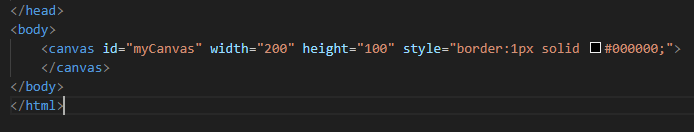 </head>
<body>
<canvas id="myCanvas" width="200" height="100" style="border:1px solid #000000;">
</canvas>
</body>
</html>